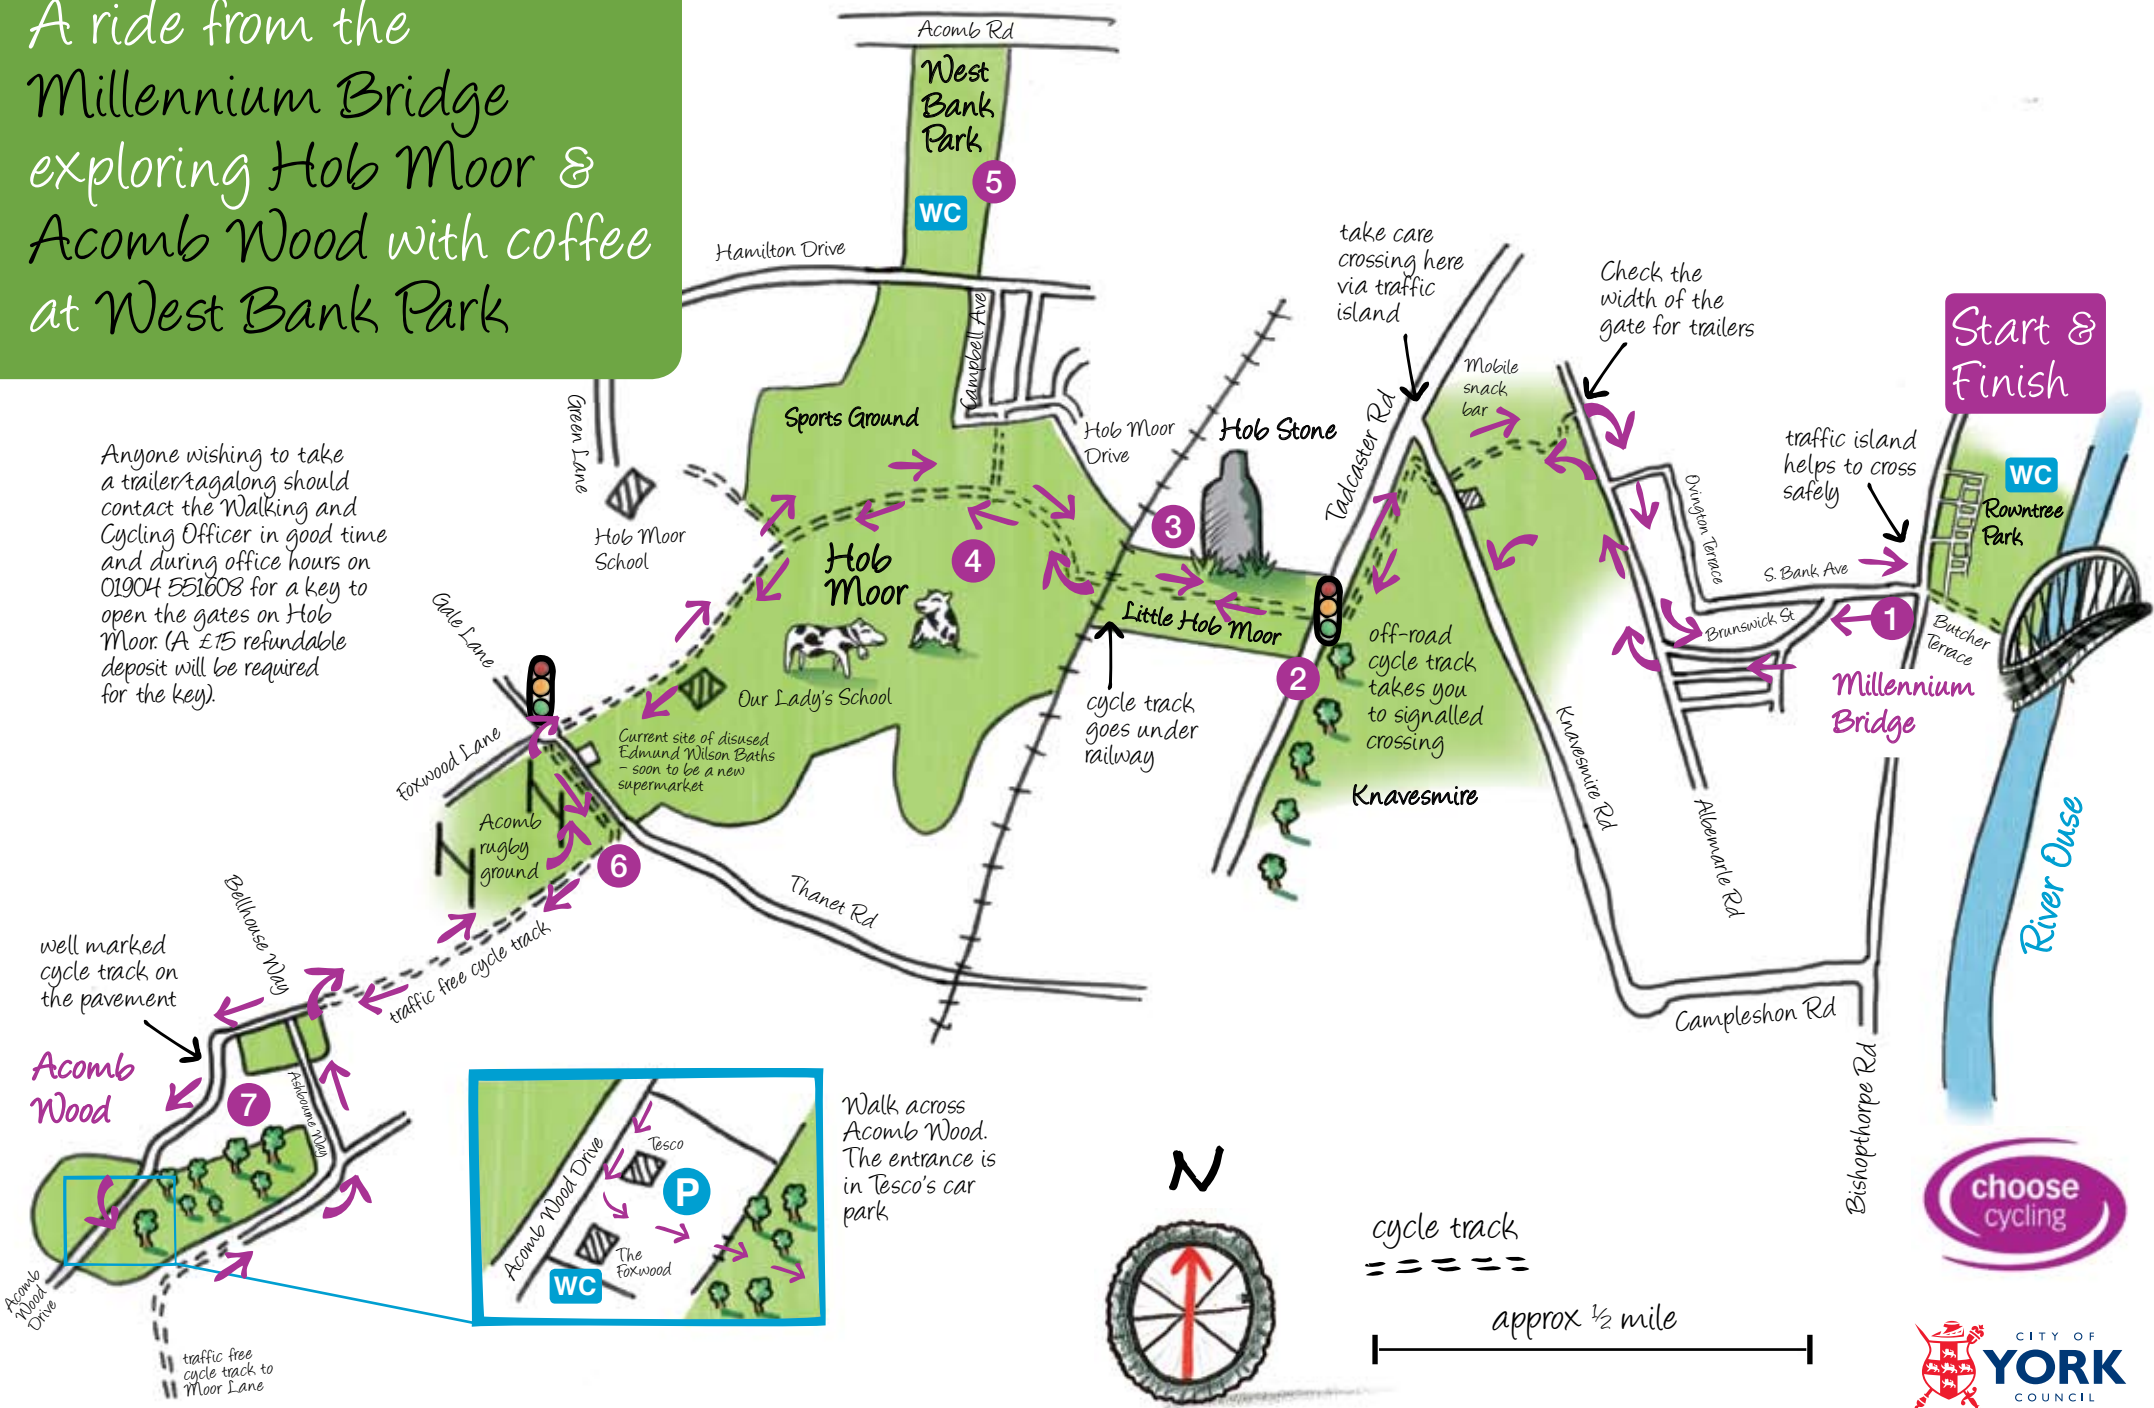 A ride from the
Millennium Bridge
exploring Hob Moor &
Acomb Wood with coffee
at West Bank Park
Acomb Rd
West
Bank
Park
5
WC
Hamilton Drive
Campbell Ave
Green Lane
Sports Ground
Hob Moor
Drive
Hob Stone
take care
crossing here
via traffic
island
Mobile
snack
bar
Check the
width of the
gate for trailers
Start &
Finish
Tadcaster Rd
traffic island
helps to cross
safely
WC
Rowntree
Park
Ovington Terrace
S. Bank Ave
Brunswick St
1
Butcher
Terrace
Millennium
Bridge
Anyone wishing to take
a trailer/tagalong should
contact the Walking and
Cycling Officer in good time
and during office hours on
01904 551608 for a key to
open the gates on Hob
Moor. (A £15 refundable
deposit will be required
for the key).
Hob Moor
School
Hob
Moor
4
3
Little Hob Moor
2
off-road
cycle track
takes you
to signalled
crossing
Knavesmire
Knavesmire Rd
Albemarle Rd
River Ouse
cycle track
goes under
railway
Gale Lane
Foxwood Lane
Our Lady's School
Current site of disused
Edmund Wilson Baths
- soon to be a new
supermarket
Acomb
rugby
ground
6
Thanet Rd
traffic free cycle track
Bellhouse Way
well marked
cycle track on
the pavement
Acomb
Wood
7
Ashbourne Way
Acomb
Wood
Drive
traffic free
cycle track to
Moor Lane
Acomb Wood Drive
Tesco
P
The
Foxwood
WC
Walk across
Acomb Wood.
The entrance is
in Tesco's car
park
N
cycle track
approx ½ mile
Campleshon Rd
Bishopthorpe Rd
choose
cycling
CITY OF
YORK
COUNCIL